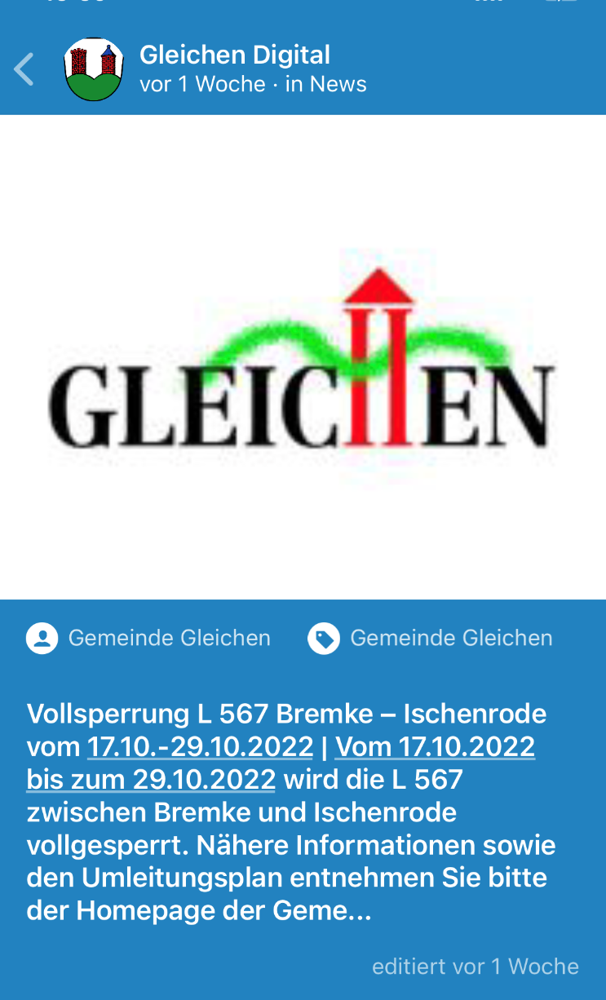 Gleichen Digital
vor 1 Woche · in News
GLEICHEN
Gemeinde Gleichen
Gemeinde Gleichen
Vollsperrung L 567 Bremke – Ischenrode
vom 17.10.-29.10.2022 | Vom 17.10.2022
bis zum 29.10.2022 wird die L 567
zwischen Bremke und Ischenrode
vollgesperrt. Nähere Informationen sowie
den Umleitungsplan entnehmen Sie bitte
der Homepage der Geme...
editiert vor 1 Woche